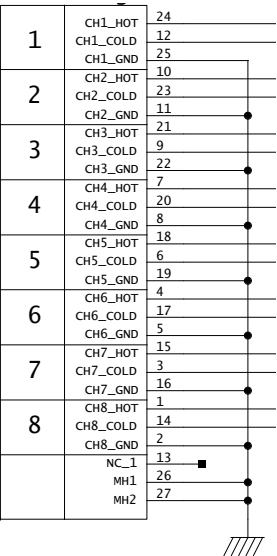 1 CH1_HOT 24
CH1_COLD 12
CH1_GND 25
2 CH2_HOT 10
CH2_COLD 23
CH2_GND 11
3 CH3_HOT 21
CH3_COLD 9
CH3_GND 22
4 CH4_HOT 7
CH4_COLD 20
CH4_GND 8
5 CH5_HOT 18
CH5_COLD 6
CH5_GND 19
6 CH6_HOT 4
CH6_COLD 17
CH6_GND 5
7 CH7_HOT 15
CH7_COLD 3
CH7_GND 16
8 CH8_HOT 1
CH8_COLD 14
CH8_GND 2
NC_1 13
MH1 26
MH2 27